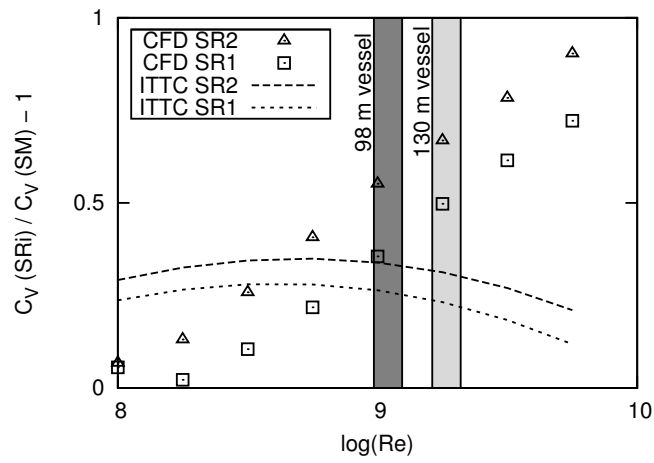 1
CFD SR2
CFD SR1
ITTC SR2
ITTC SR1
98 m vessel
130 m vessel
0.5
C_V (SRi) / C_V (SM) − 1
0
8
9
10
log(Re)